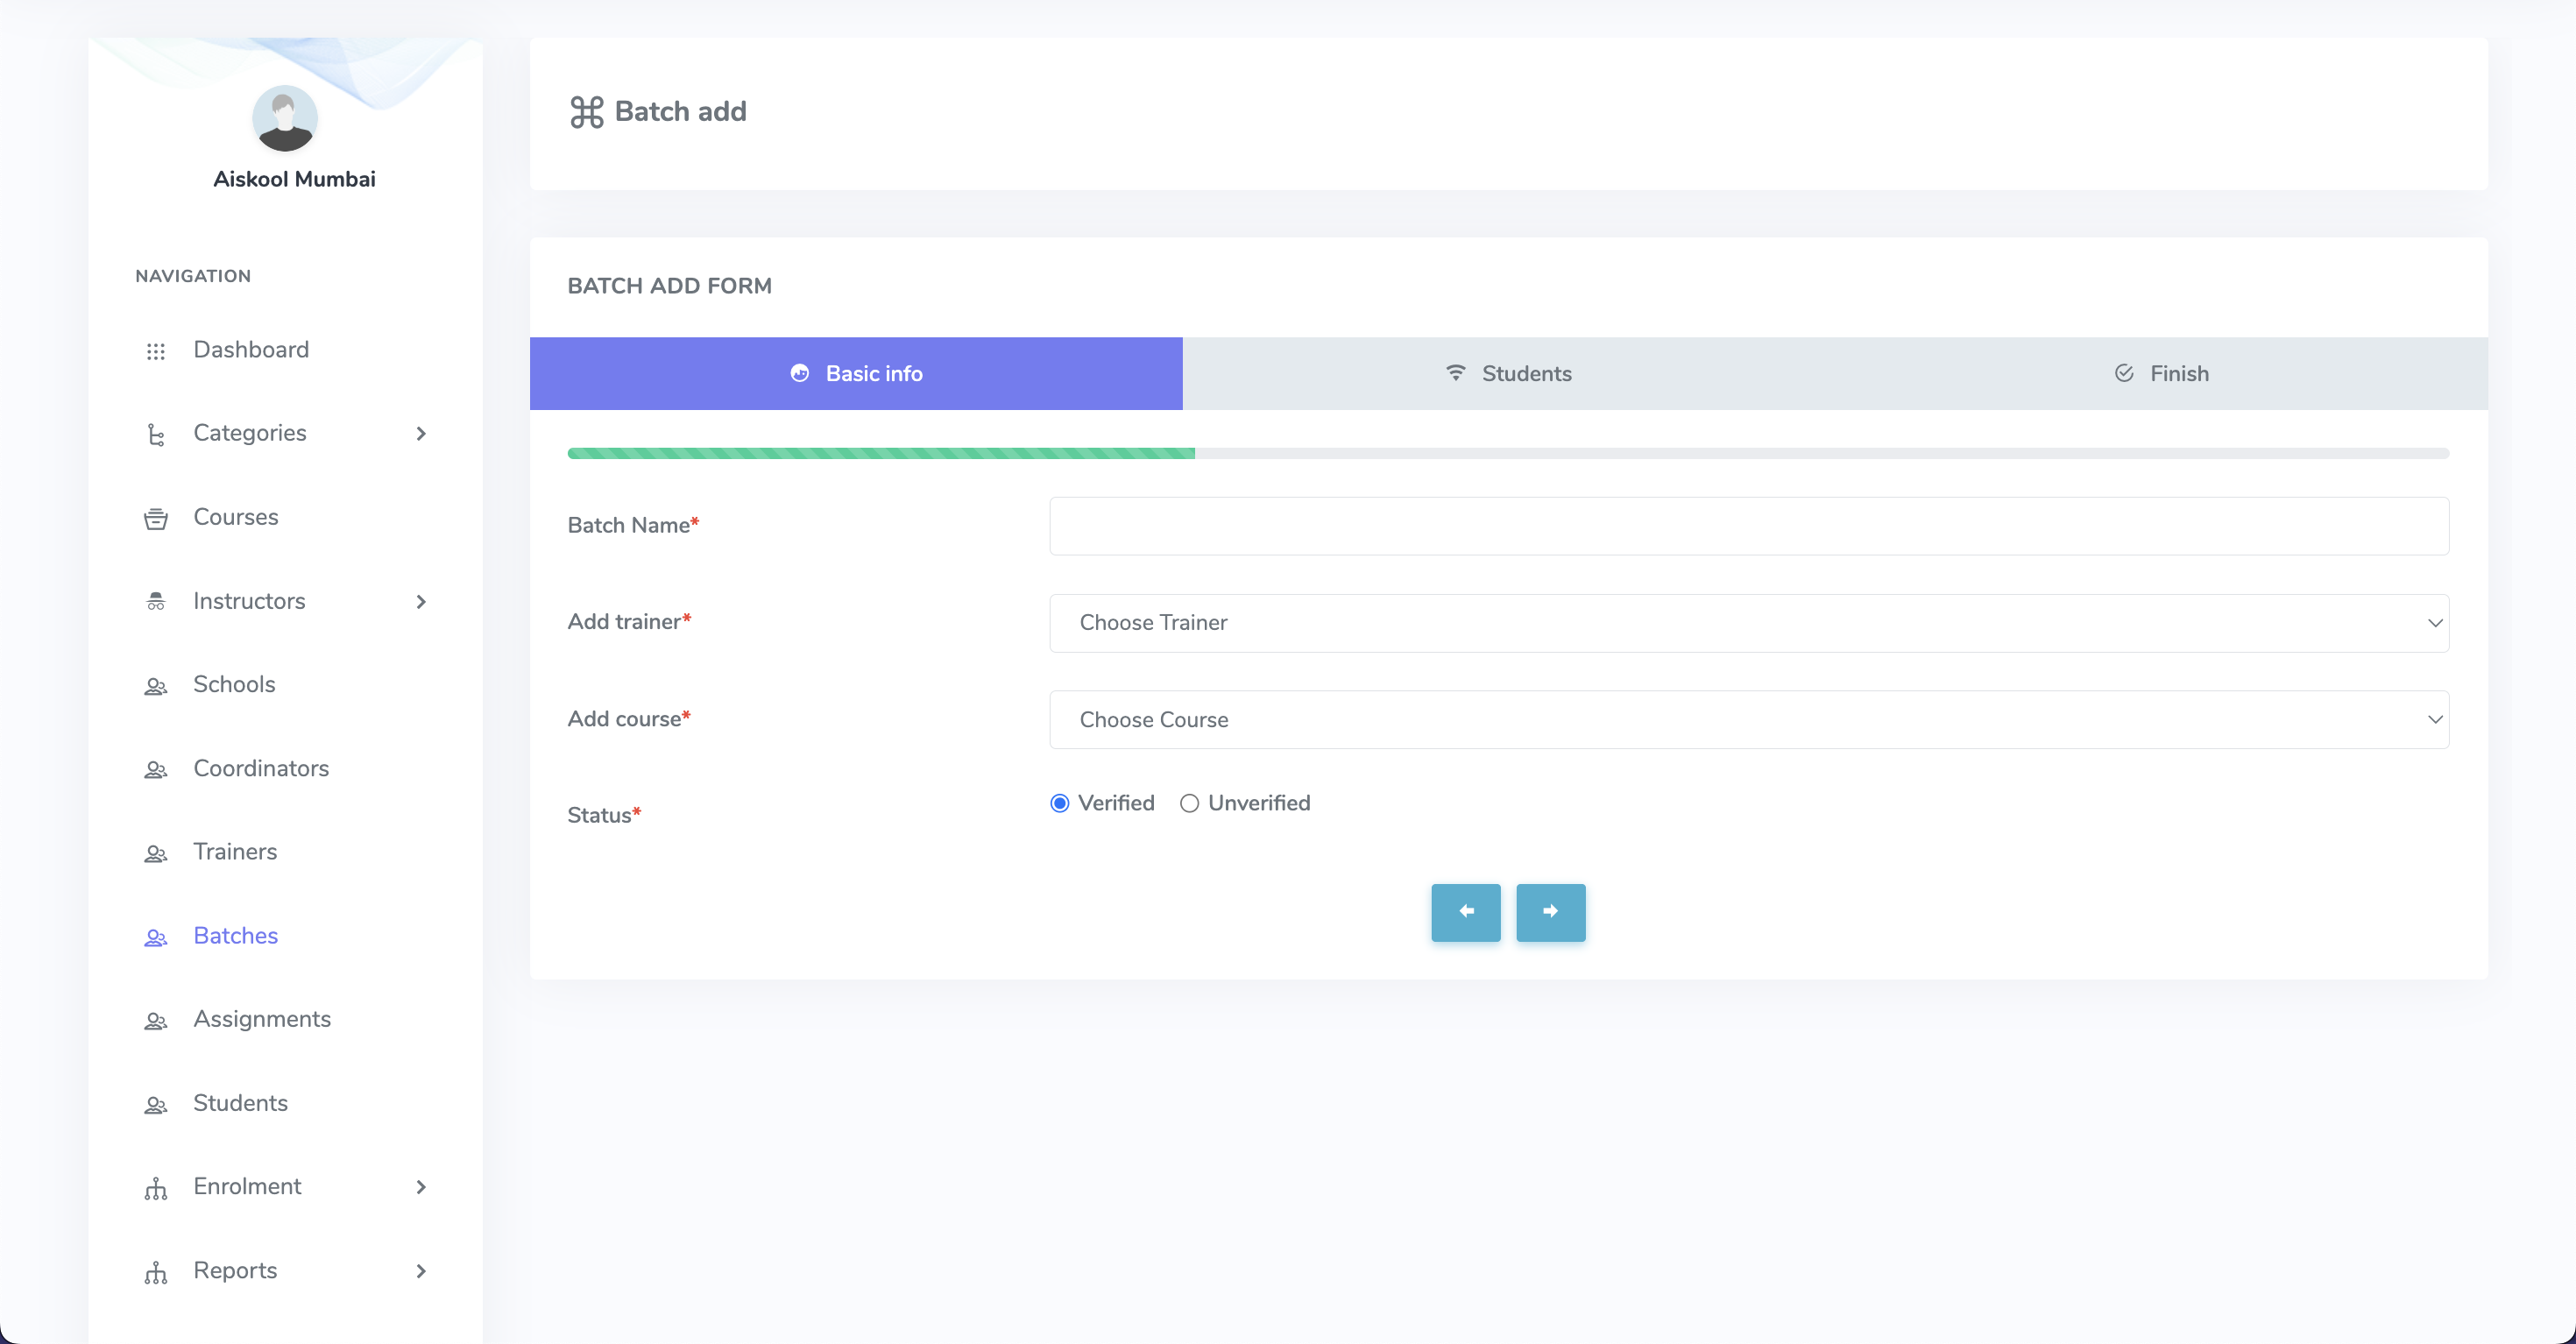 Aiskool Mumbai
NAVIGATION
Dashboard
Categories
Courses
Instructors
Schools
Coordinators
Trainers
Batches
Assignments
Students
Enrolment
Reports
Batch add
BATCH ADD FORM
Basic info
Students
Finish
Batch Name*
Add trainer*
Choose Trainer
Add course*
Choose Course
Status*
Verified Unverified